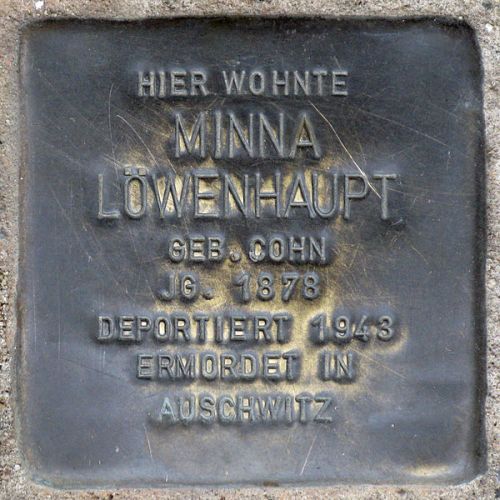 HIER WOHNTE
MINNA
LÖWENHAUPT
GEB. COHN
JG. 1878
DEPORTIERT 1943
ERMORDET IN
AUSCHWITZ